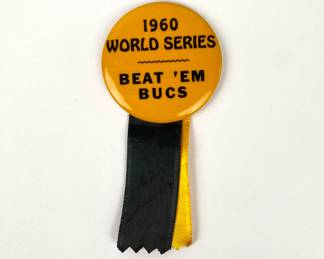 1960
WORLD SERIES
BEAT 'EM
BUCS